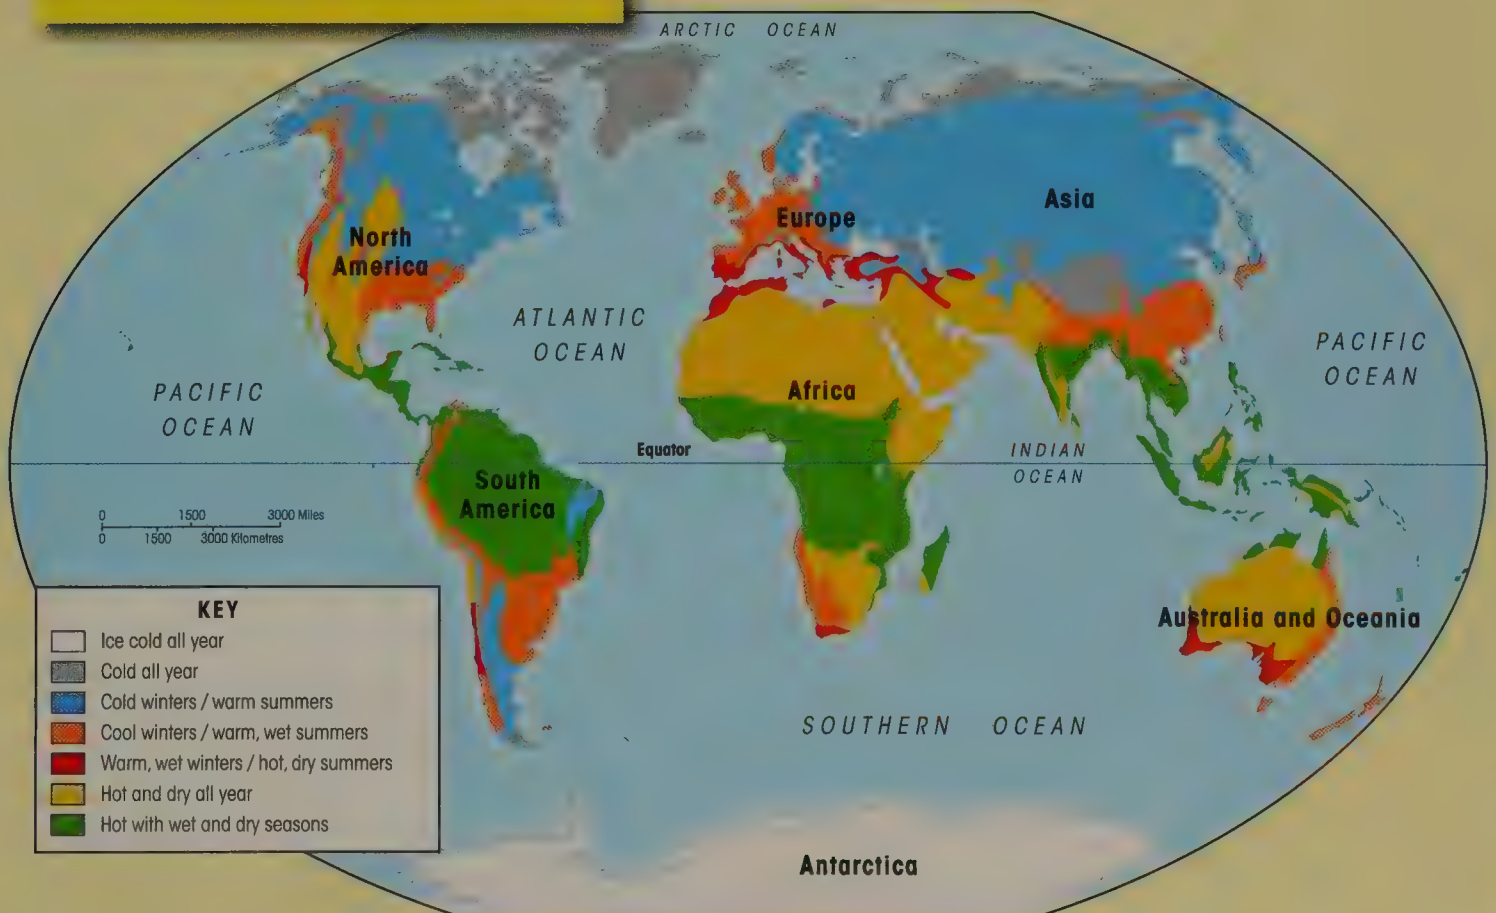 ARCTIC OCEAN
North
America
Europe
Asia
ATLANTIC
OCEAN
PACIFIC
OCEAN
PACIFIC
OCEAN
Africa
Equator
INDIAN
OCEAN
South
America
0 1500 3000 Miles
0 1500 3000 Kilometres
Australia and Oceania
SOUTHERN OCEAN
Antarctica
KEY
Ice cold all year
Cold all year
Cold winters / warm summers
Cool winters / warm, wet summers
Warm, wet winters / hot, dry summers
Hot and dry all year
Hot with wet and dry seasons